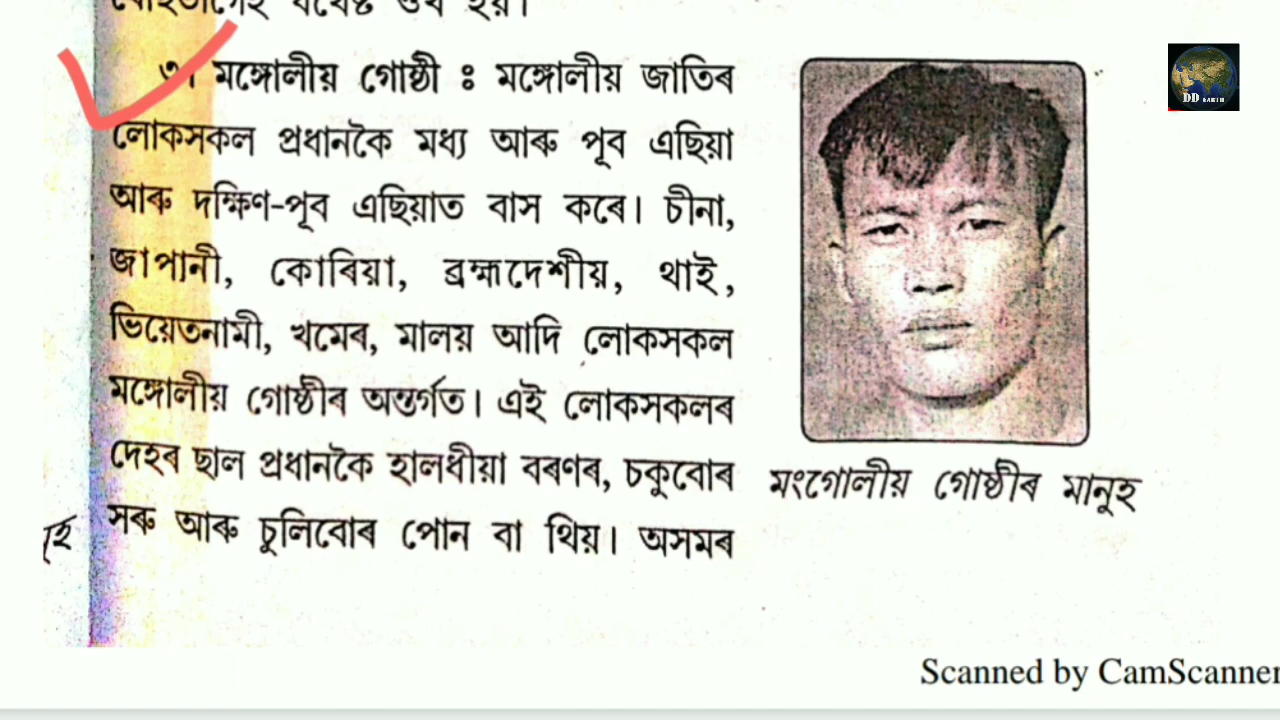 ৩। মঙ্গোলীয় গোষ্ঠী ঃ মঙ্গোলীয় জাতিৰ
লোকসকল প্ৰধানকৈ মধ্য আৰু পূব এছিয়া
আৰু দক্ষিণ-পূব এছিয়াত বাস কৰে। চীনা,
জাপানী, কোৰিয়া, ব্ৰহ্মদেশীয়, থাই,
ভিয়েতনামী, খমেৰ, মালয় আদি লোকসকল
মঙ্গোলীয় গোষ্ঠীৰ অন্তৰ্গত। এই লোকসকলৰ
দেহৰ ছাল প্ৰধানকৈ হালধীয়া বৰণৰ, চকুবোৰ
সৰু আৰু চুলিবোৰ পোন বা থিয়। অসমৰ
মংগোলীয় গোষ্ঠীৰ মানুহ
DD EARTH
Scanned by CamScanner